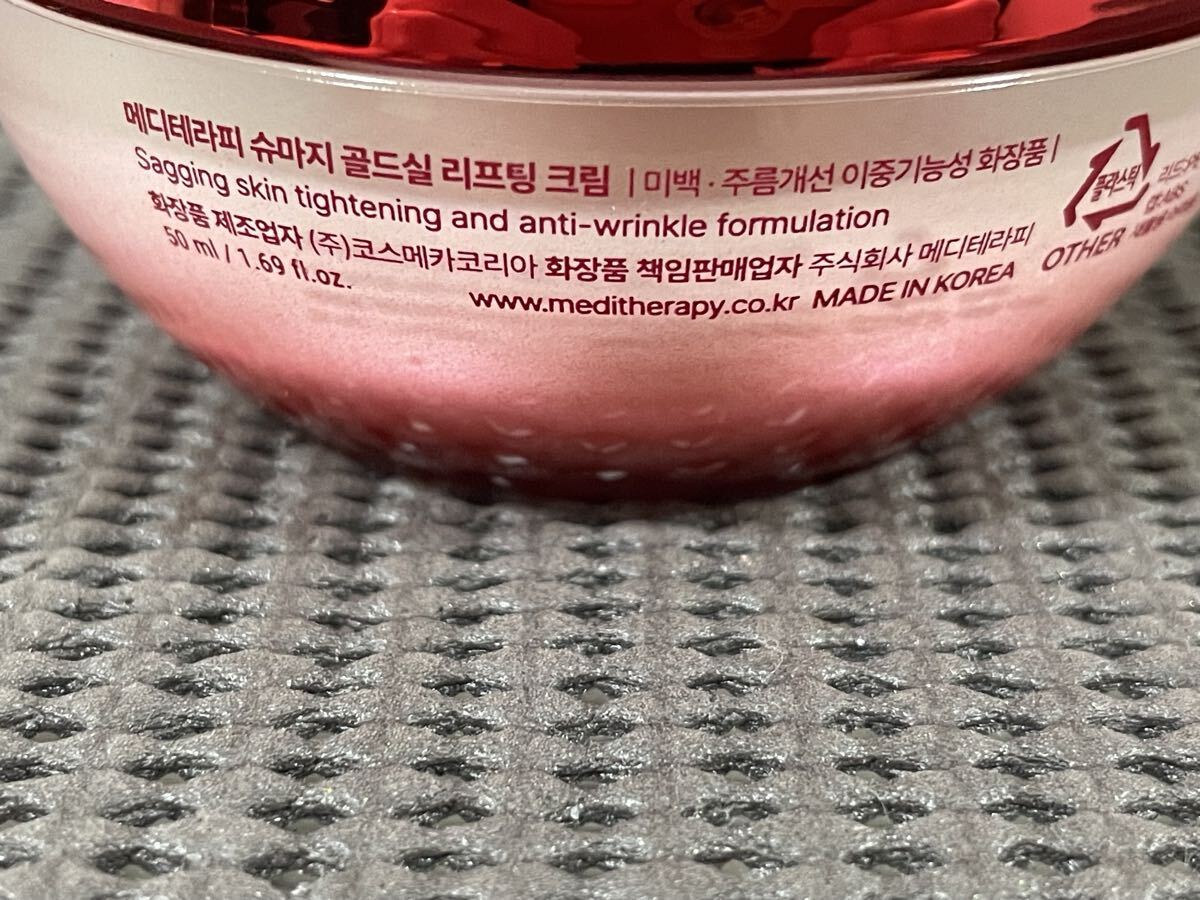 메디테라피 슈마지 골드실 리프팅 크림 | 미백 · 주름개선 이중기능성 화장품 |
Sagging skin tightening and anti-wrinkle formulation
화장품 제조업자 (주)코스메카코리아 화장품 책임판매업자 주식회사 메디테라피
50 ml / 1.69 fl.oz.
www.meditherapy.co.kr MADE IN KOREA
플라스틱
OTHER